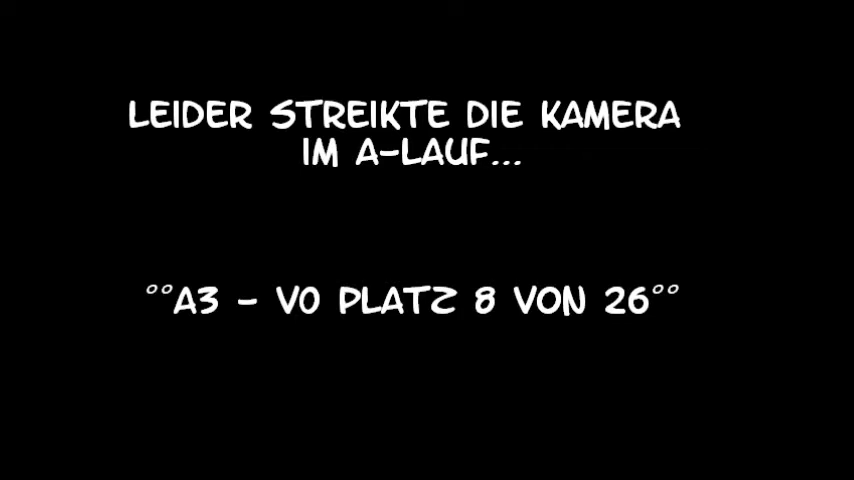 LEIDER STREIKTE DIE KAMERA
IM A-LAUF...
°°A3 - V0 PLATZ 8 VON 26°°